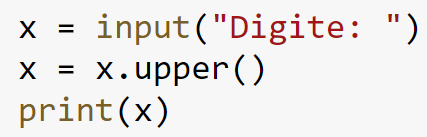 x = input("Digite: ")
x = x.upper()
print(x)